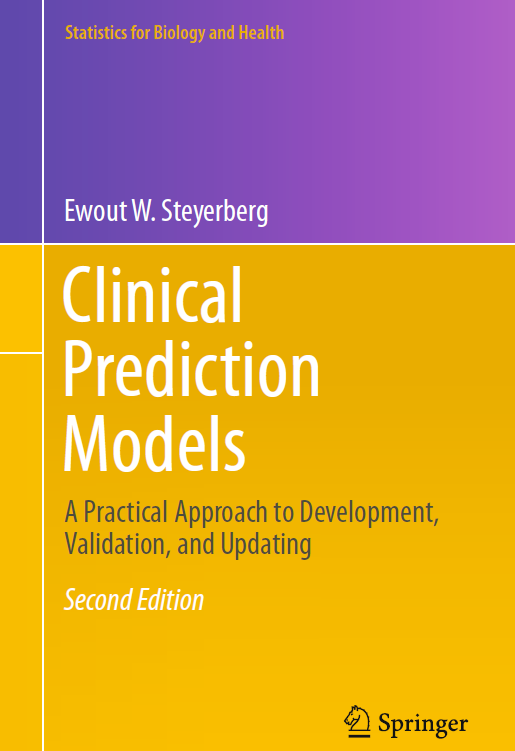 Statistics for Biology and Health
Ewout W. Steyerberg
Clinical
Prediction
Models
A Practical Approach to Development,
Validation, and Updating
Second Edition
Springer